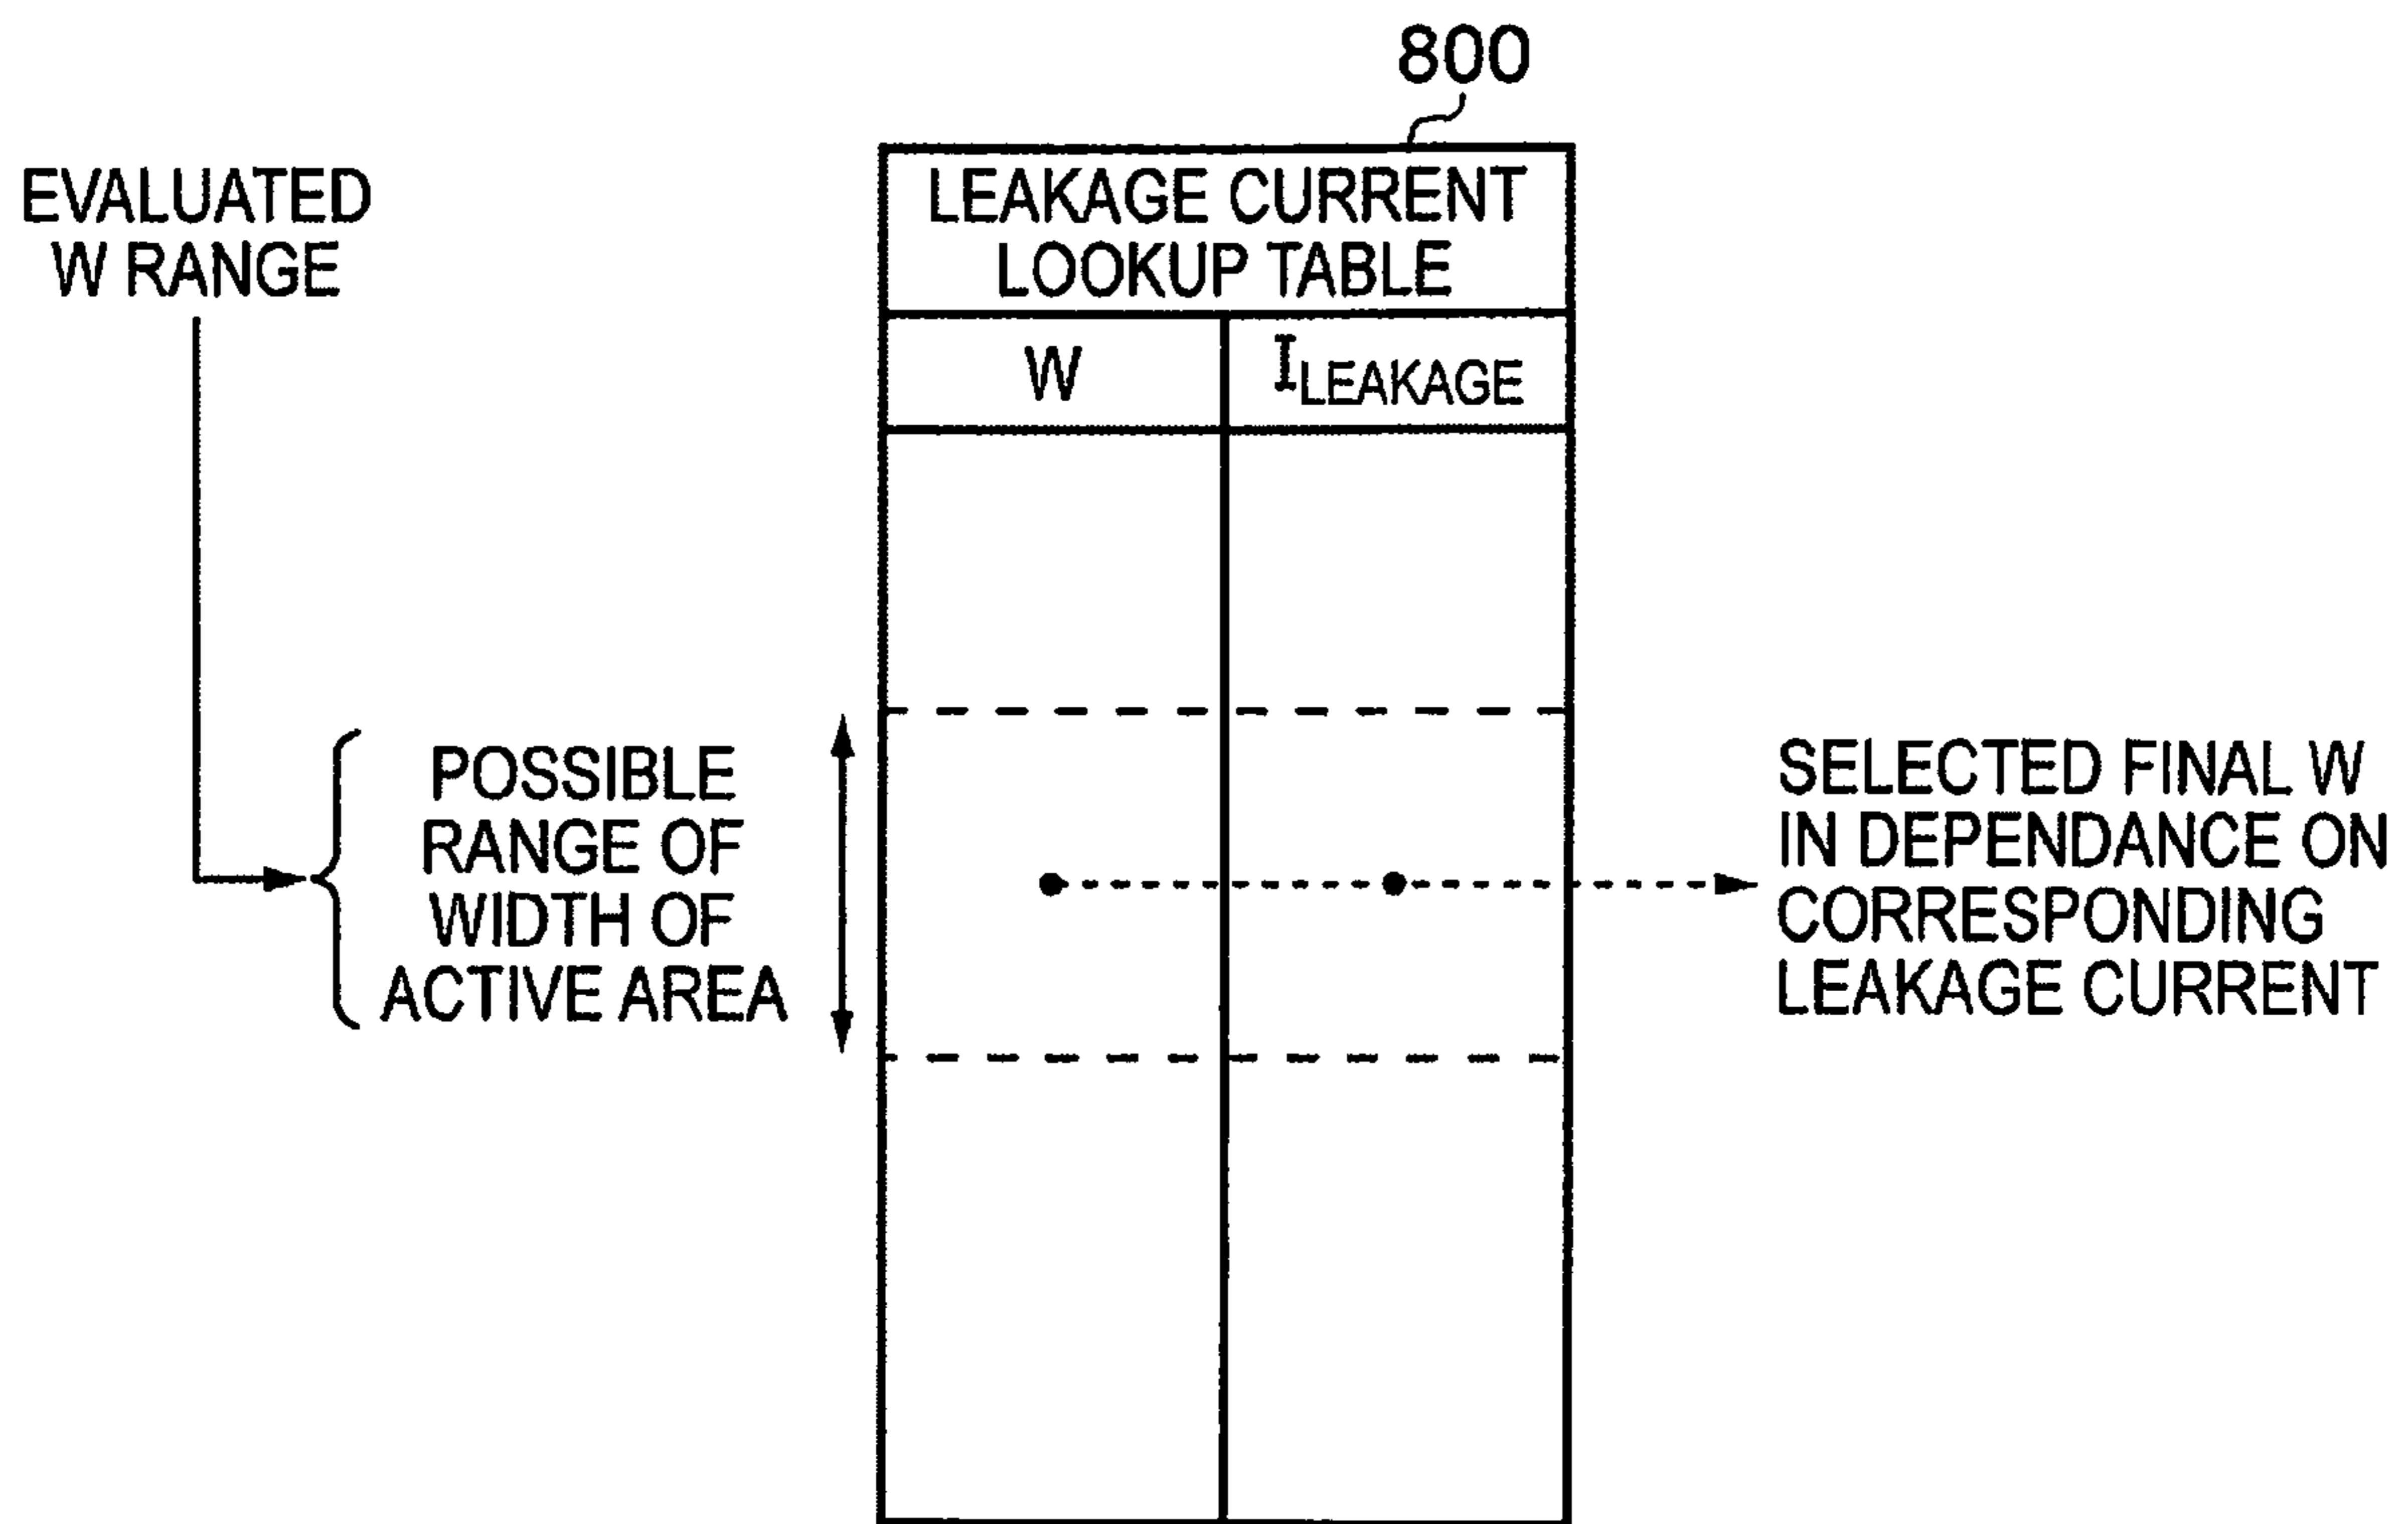 800
EVALUATED
W RANGE
LEAKAGE CURRENT
LOOKUP TABLE
W
I LEAKAGE
POSSIBLE
RANGE OF
WIDTH OF
ACTIVE AREA
SELECTED FINAL W
IN DEPENDANCE ON
CORRESPONDING
LEAKAGE CURRENT